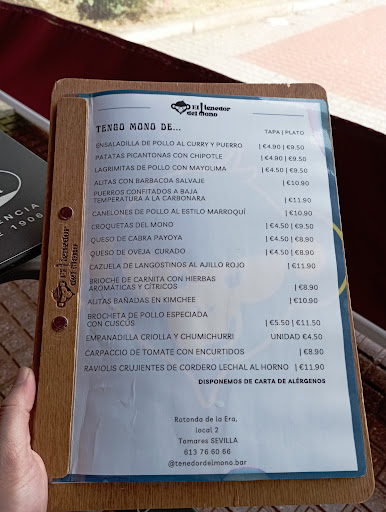 El Tenedor
del Mono
TENGO MONO DE...
TAPA | PLATO
ENSALADILLA DE POLLO AL CURRY Y PUERRO | €4.90 | €9.50
PATATAS PICANTONAS CON CHIPOTLE | €4.90 | €9.50
LAGRIMITAS DE POLLO CON MAYOLIMA | €4.50 | €9.50
ALITAS CON BARBACOA SALVAJE | €10.90
PUERROS CONFITADOS A BAJA
TEMPERATURA A LA CARBONARA | €11.90
CANELONES DE POLLO AL ESTILO MARROQUÍ | €10.90
CROQUETAS DEL MONO | €4.50 | €9.50
QUESO DE CABRA PAYOYA | €4.50 | €8.90
QUESO DE OVEJA CURADO | €4.50 | €8.90
CAZUELA DE LANGOSTINOS AL AJILLO ROJO | €11.90
BRIOCHE DE CARNITA CON HIERBAS
AROMÁTICAS Y CÍTRICOS | €8.90
ALITAS BAÑADAS EN KIMCHEE | €10.90
BROCHETA DE POLLO ESPECIADA
CON CUSCÚS | €5.50 | €11.50
EMPANADILLA CRIOLLA Y CHUMICHURRI UNIDAD €4.50
CARPACCIO DE TOMATE CON ENCURTIDOS | €8.90
RAVIOLIS CRUJIENTES DE CORDERO LECHAL AL HORNO | €11.90
DISPONEMOS DE CARTA DE ALÉRGENOS
Rotonda de la Era,
local 2
Tomares SEVILLA
613 76 60 66
@tenedordelmono.bar
El Tenedor
del Mono
1906